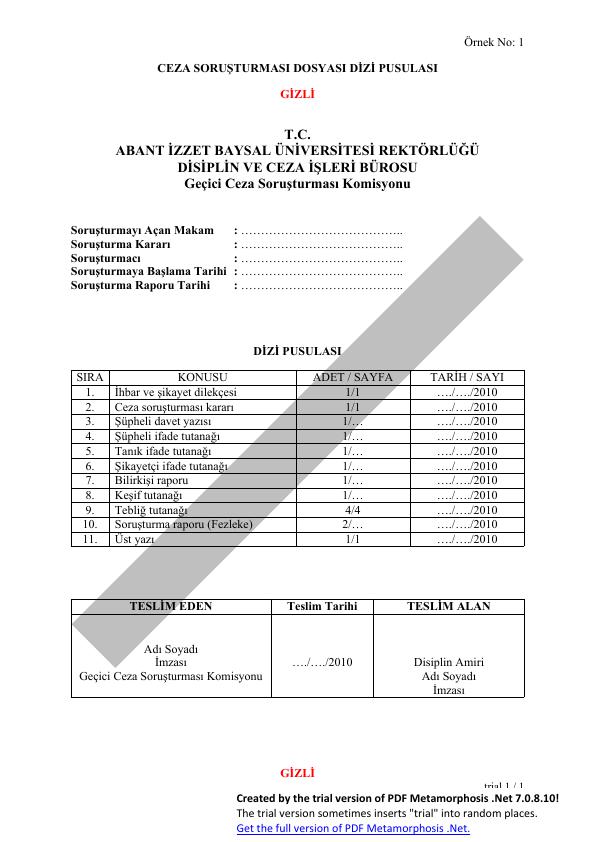 Örnek No: 1
CEZA SORUŞTURMASI DOSYASI DİZİ PUSULASI
GİZLİ
T.C.
ABANT İZZET BAYSAL ÜNİVERSİTESİ REKTÖRLÜĞÜ
DİSİPLİN VE CEZA İŞLERİ BÜROSU
Geçici Ceza Soruşturması Komisyonu
Soruşturmayı Açan Makam : …………………………………..
Soruşturma Kararı : …………………………………..
Soruşturmacı : …………………………………..
Soruşturmaya Başlama Tarihi : …………………………………..
Soruşturma Raporu Tarihi : …………………………………..
DİZİ PUSULASI
SIRA KONUSU ADET / SAYFA TARİH / SAYI
1. İhbar ve şikayet dilekçesi 1/1 …./…./2010
2. Ceza soruşturması kararı 1/1 …./…./2010
3. Şüpheli davet yazısı 1/… …./…./2010
4. Şüpheli ifade tutanağı 1/… …./…./2010
5. Tanık ifade tutanağı 1/… …./…./2010
6. Şikayetçi ifade tutanağı 1/… …./…./2010
7. Bilirkişi raporu 1/… …./…./2010
8. Keşif tutanağı 1/… …./…./2010
9. Tebliğ tutanağı 4/4 …./…./2010
10. Soruşturma raporu (Fezleke) 2/… …./…./2010
11. Üst yazı 1/1 …./…./2010
TESLİM EDEN Teslim Tarihi TESLİM ALAN
Adı Soyadı
İmzası …./…./2010 Disiplin Amiri
Geçici Ceza Soruşturması Komisyonu Adı Soyadı
İmzası
GİZLİ
trial 1 / 1
Created by the trial version of PDF Metamorphosis .Net 7.0.8.10!
The trial version sometimes inserts "trial" into random places.
Get the full version of PDF Metamorphosis .Net.